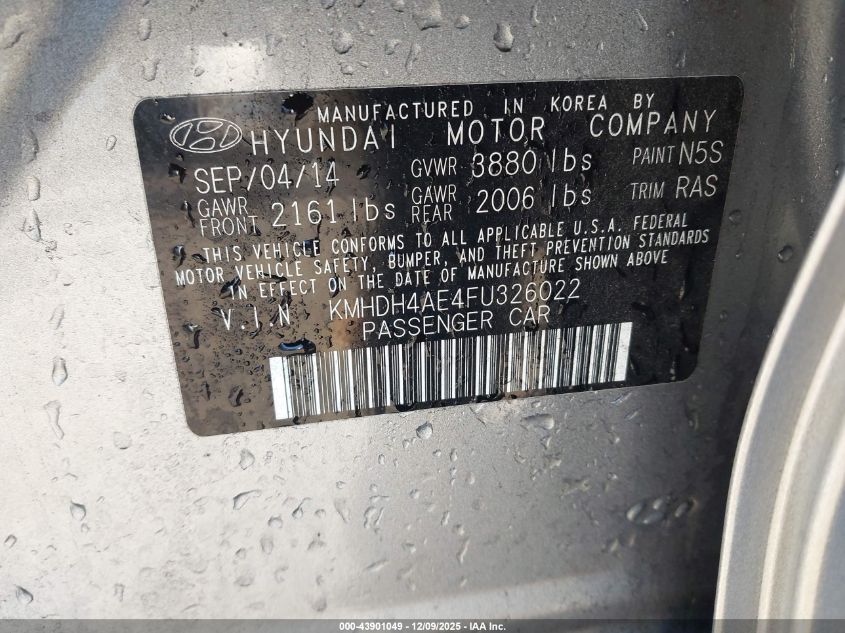 MANUFACTURED IN KOREA BY
HYUNDAI MOTOR COMPANY
SEP/04/14 GVWR 3880 lbs PAINT N5S
GAWR FRONT 2161 lbs GAWR REAR 2006 lbs TRIM RAS
THIS VEHICLE CONFORMS TO ALL APPLICABLE U.S.A. FEDERAL
MOTOR VEHICLE SAFETY, BUMPER, AND THEFT PREVENTION STANDARDS
IN EFFECT ON THE DATE OF MANUFACTURE SHOWN ABOVE
V.I.N KMHDH4AE4FU326022
PASSENGER CAR
000-43901049 - 12/09/2025 - IAA Inc.